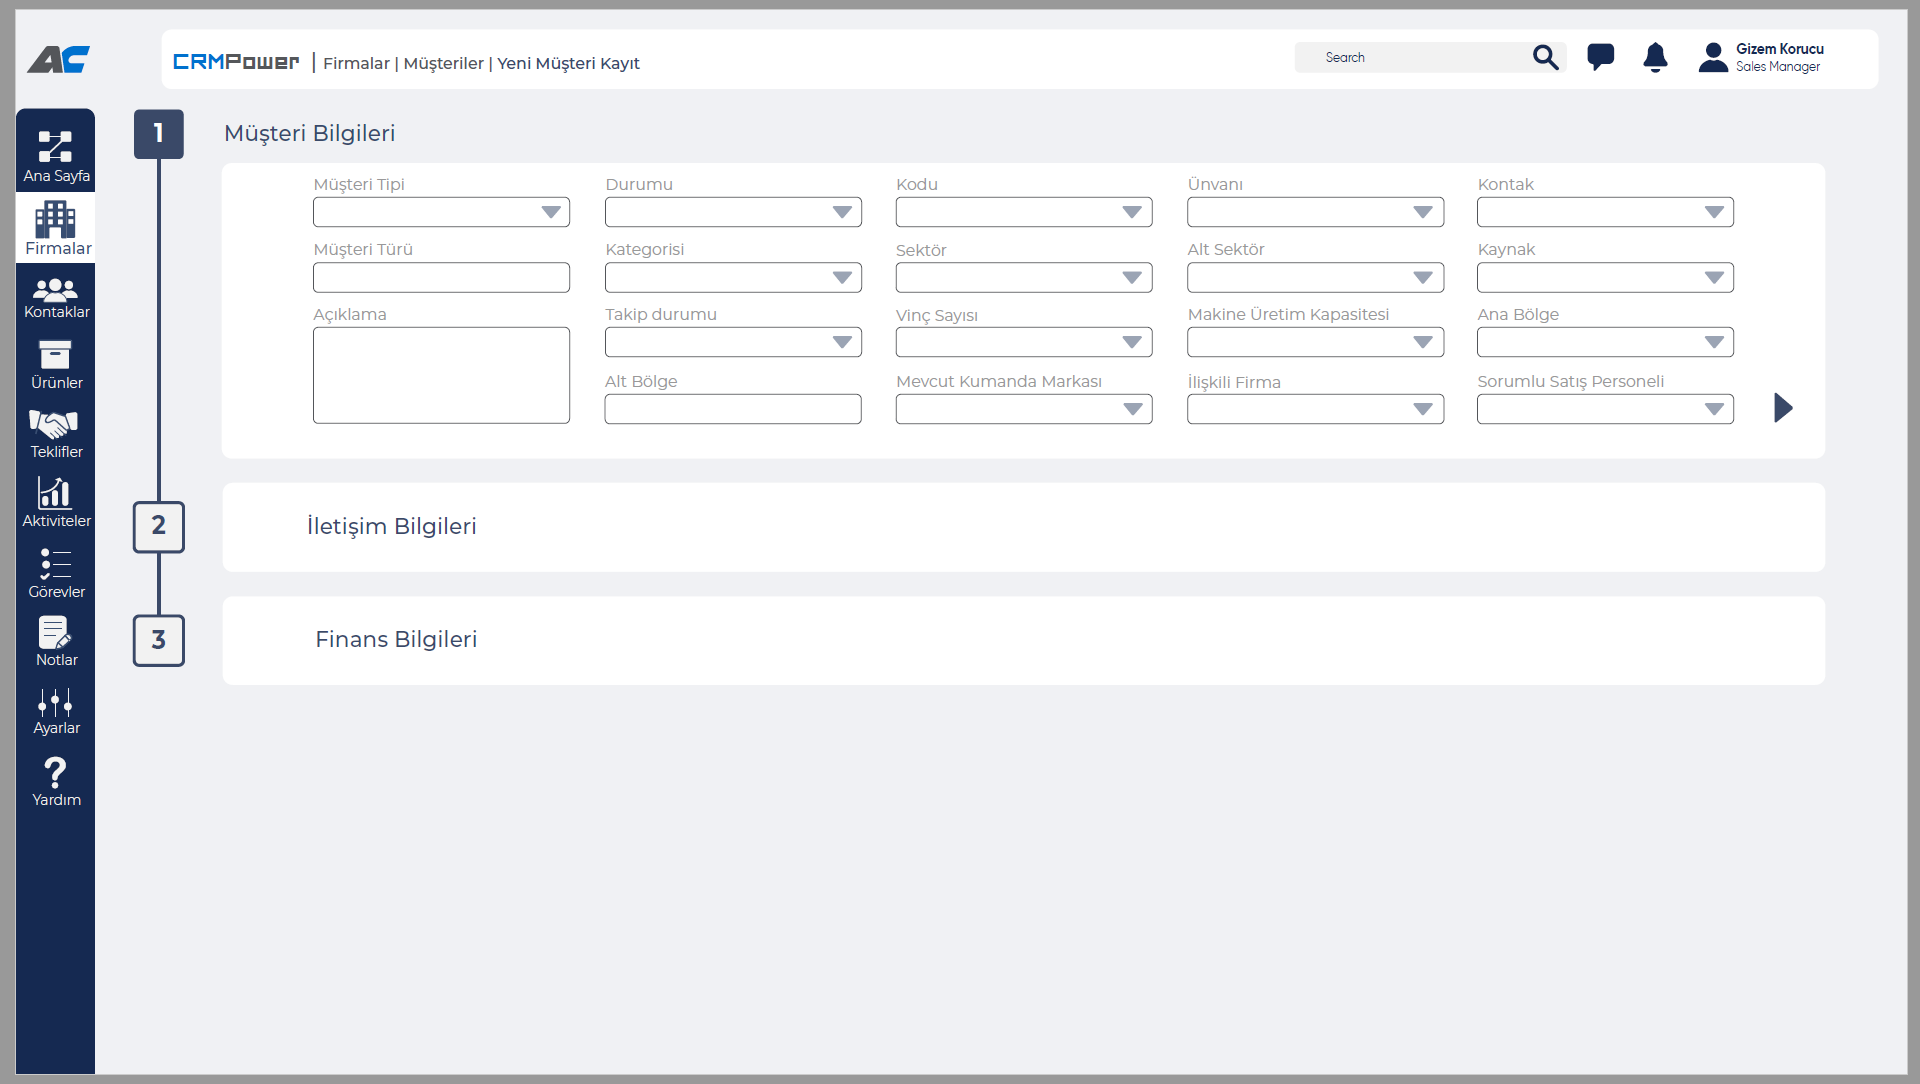 AC
CRMPower | Firmalar | Müşteriler | Yeni Müşteri Kayıt
Search
Gizem Korucu
Sales Manager
Ana Sayfa
Firmalar
Kontaklar
Ürünler
Teklifler
Aktiviteler
Görevler
Notlar
Ayarlar
Yardım
1
Müşteri Bilgileri
Müşteri Tipi
Durumu
Kodu
Ünvanı
Kontak
Müşteri Türü
Kategorisi
Sektör
Alt Sektör
Kaynak
Açıklama
Takip durumu
Vinç Sayısı
Makine Üretim Kapasitesi
Ana Bölge
Alt Bölge
Mevcut Kumanda Markası
İlişkili Firma
Sorumlu Satış Personeli
2
İletişim Bilgileri
3
Finans Bilgileri